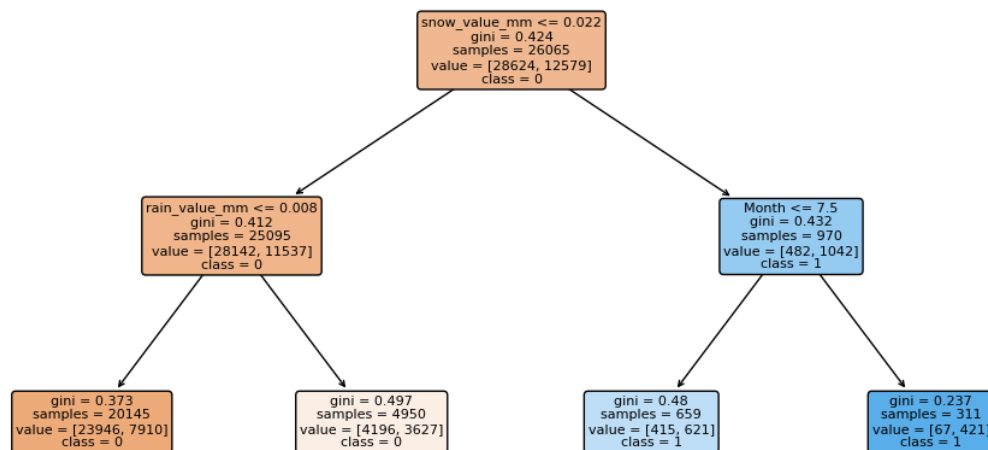 snow_value_mm <= 0.022
gini = 0.424
samples = 26065
value = [28624, 12579]
class = 0
rain_value_mm <= 0.008
gini = 0.412
samples = 25095
value = [28142, 11537]
class = 0
Month <= 7.5
gini = 0.432
samples = 970
value = [482, 1042]
class = 1
gini = 0.373
samples = 20145
value = [23946, 7910]
class = 0
gini = 0.497
samples = 4950
value = [4196, 3627]
class = 0
gini = 0.48
samples = 659
value = [415, 621]
class = 1
gini = 0.237
samples = 311
value = [67, 421]
class = 1